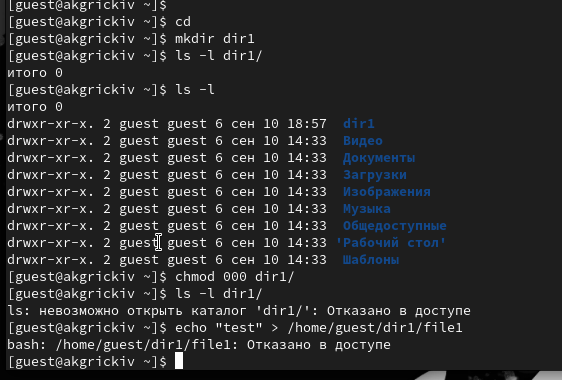 [guest@akgrickiv ~]$
[guest@akgrickiv ~]$ cd
[guest@akgrickiv ~]$ mkdir dir1
[guest@akgrickiv ~]$ ls -l dir1/
итого 0
[guest@akgrickiv ~]$ ls -l
итого 0
drwxr-xr-x. 2 guest guest 6 сен 10 18:57  dir1
drwxr-xr-x. 2 guest guest 6 сен 10 14:33  Видео
drwxr-xr-x. 2 guest guest 6 сен 10 14:33  Документы
drwxr-xr-x. 2 guest guest 6 сен 10 14:33  Загрузки
drwxr-xr-x. 2 guest guest 6 сен 10 14:33  Изображения
drwxr-xr-x. 2 guest guest 6 сен 10 14:33  Музыка
drwxr-xr-x. 2 guest guest 6 сен 10 14:33  Общедоступные
drwxr-xr-x. 2 guest guest 6 сен 10 14:33 'Рабочий стол'
drwxr-xr-x. 2 guest guest 6 сен 10 14:33  Шаблоны
[guest@akgrickiv ~]$ chmod 000 dir1/
[guest@akgrickiv ~]$ ls -l dir1/
ls: невозможно открыть каталог 'dir1/': Отказано в доступе
[guest@akgrickiv ~]$ echo "test" > /home/guest/dir1/file1
bash: /home/guest/dir1/file1: Отказано в доступе
[guest@akgrickiv ~]$